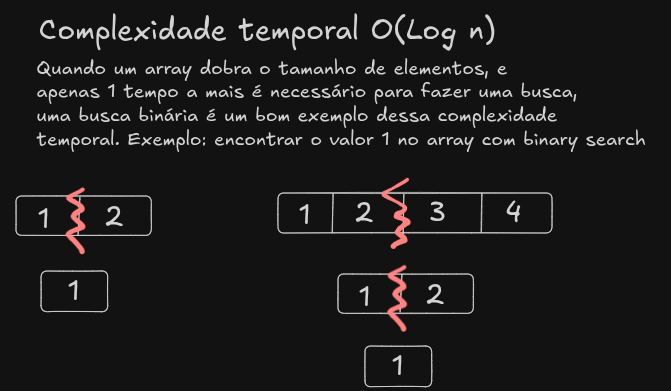 Complexidade temporal O(Log n)
Quando um array dobra o tamanho de elementos, e
apenas 1 tempo a mais é necessário para fazer uma busca,
uma busca binária é um bom exemplo dessa complexidade
temporal. Exemplo: encontrar o valor 1 no array com binary search
1 2
1 2 3 4
1
1 2
1